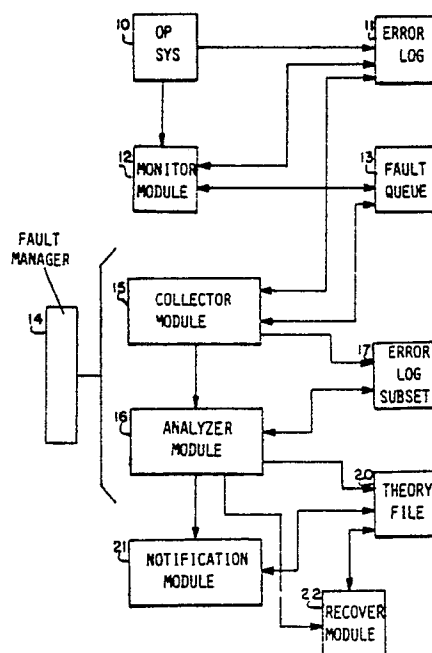 10
OP
SYS
11
ERROR
LOG
12
MONITOR
MODULE
13
FAULT
QUEUE
FAULT
MANAGER
14
15
COLLECTOR
MODULE
17
ERROR
LOG
SUBSET
16
ANALYZER
MODULE
20
THEORY
FILE
21
NOTIFICATION
MODULE
22
RECOVER
MODULE